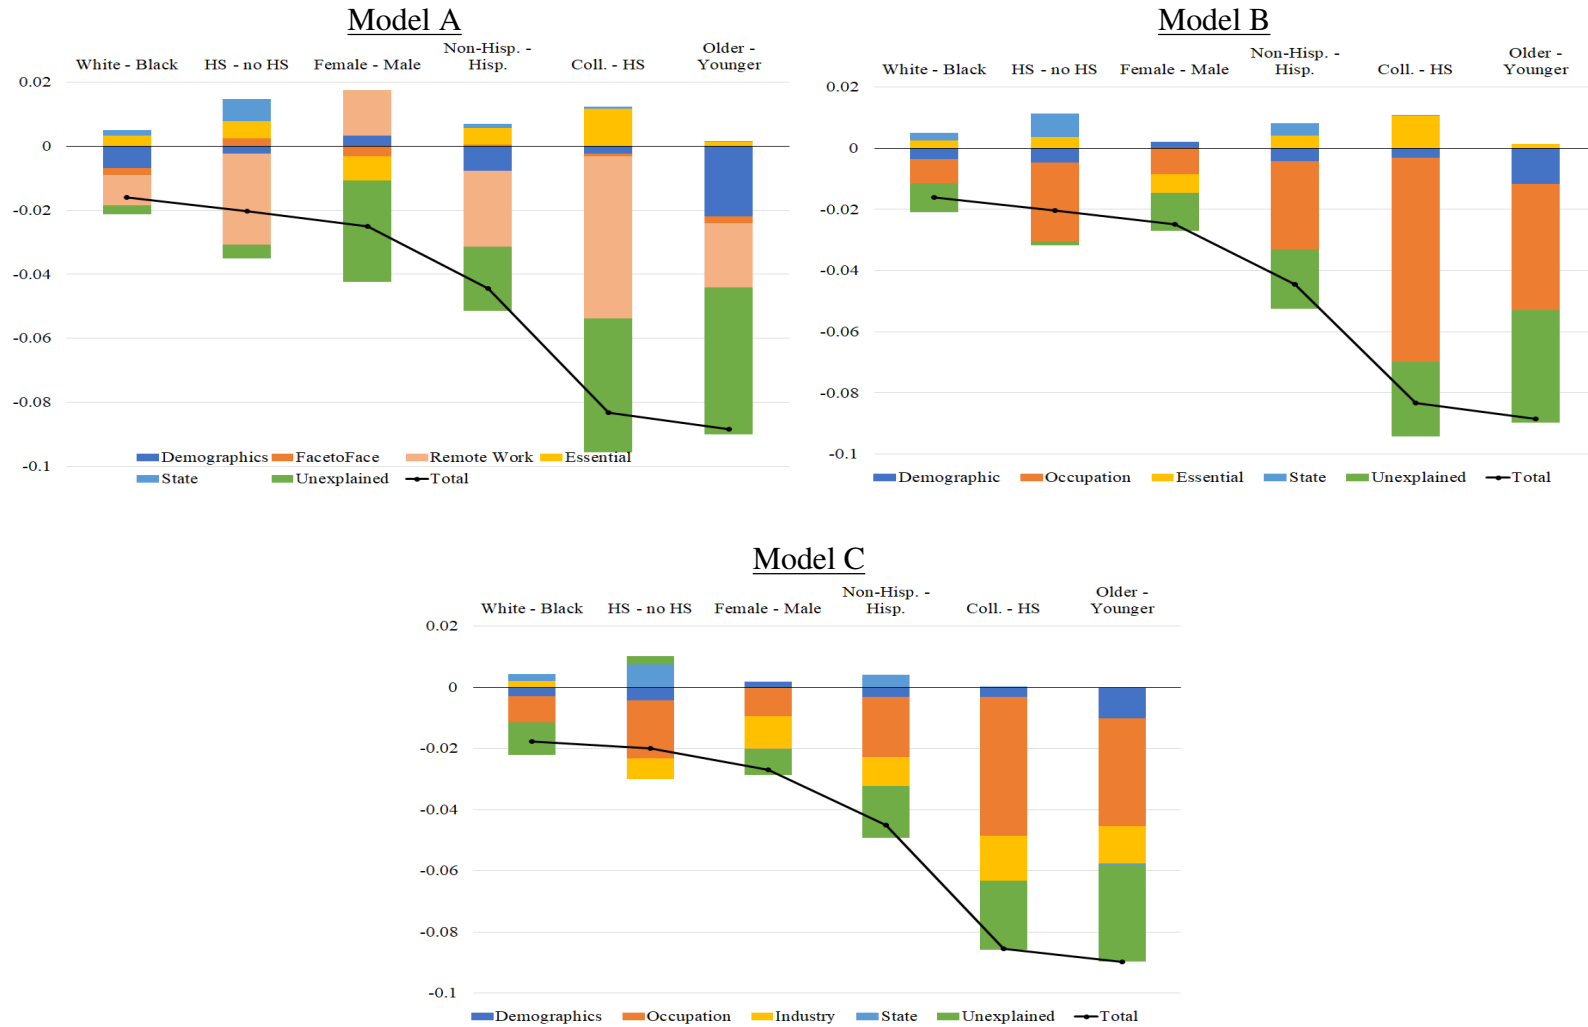 Model A
White - Black HS - no HS Female - Male Non-Hisp. - Hisp. Coll. - HS Older - Younger
0.02
0
-0.02
-0.04
-0.06
-0.08
-0.1
Demographics FacetoFace Remote Work Essential
State Unexplained Total
Model B
White - Black HS - no HS Female - Male Non-Hisp. - Hisp. Coll. - HS Older - Younger
0.02
0
-0.02
-0.04
-0.06
-0.08
-0.1
Demographic Occupation Essential State Unexplained Total
Model C
White - Black HS - no HS Female - Male Non-Hisp. - Hisp. Coll. - HS Older - Younger
0.02
0
-0.02
-0.04
-0.06
-0.08
-0.1
Demographics Occupation Industry State Unexplained Total